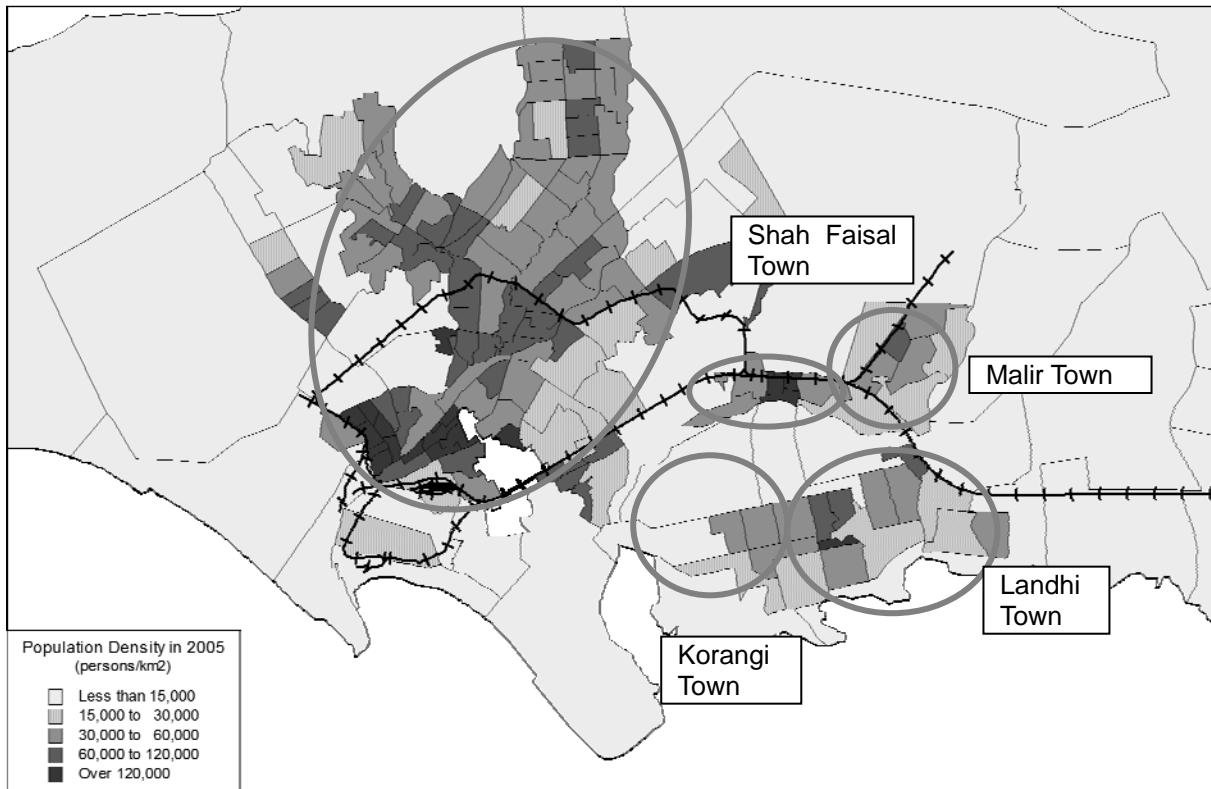 Shah Faisal
Town
Malir Town
Landhi
Town
Korangi
Town
Population Density in 2005
(persons/km2)
Less than 15,000
15,000 to 30,000
30,000 to 60,000
60,000 to 120,000
Over 120,000